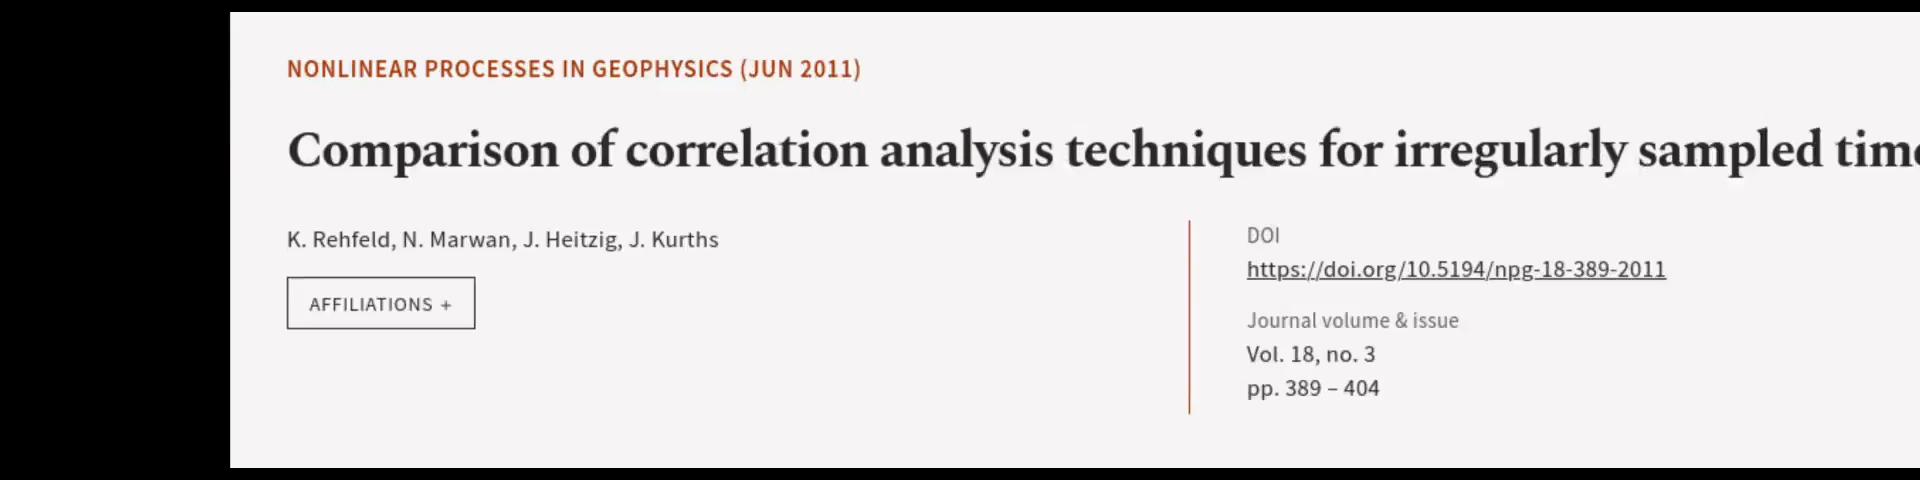 NONLINEAR PROCESSES IN GEOPHYSICS (JUN 2011)
Comparison of correlation analysis techniques for irregularly sampled
K. Rehfeld, N. Marwan, J. Heitzig, J. Kurths
AFFILIATIONS +
DOI
https://doi.org/10.5194/npg-18-389-2011
Journal volume & issue
Vol. 18, no. 3
pp. 389 – 404